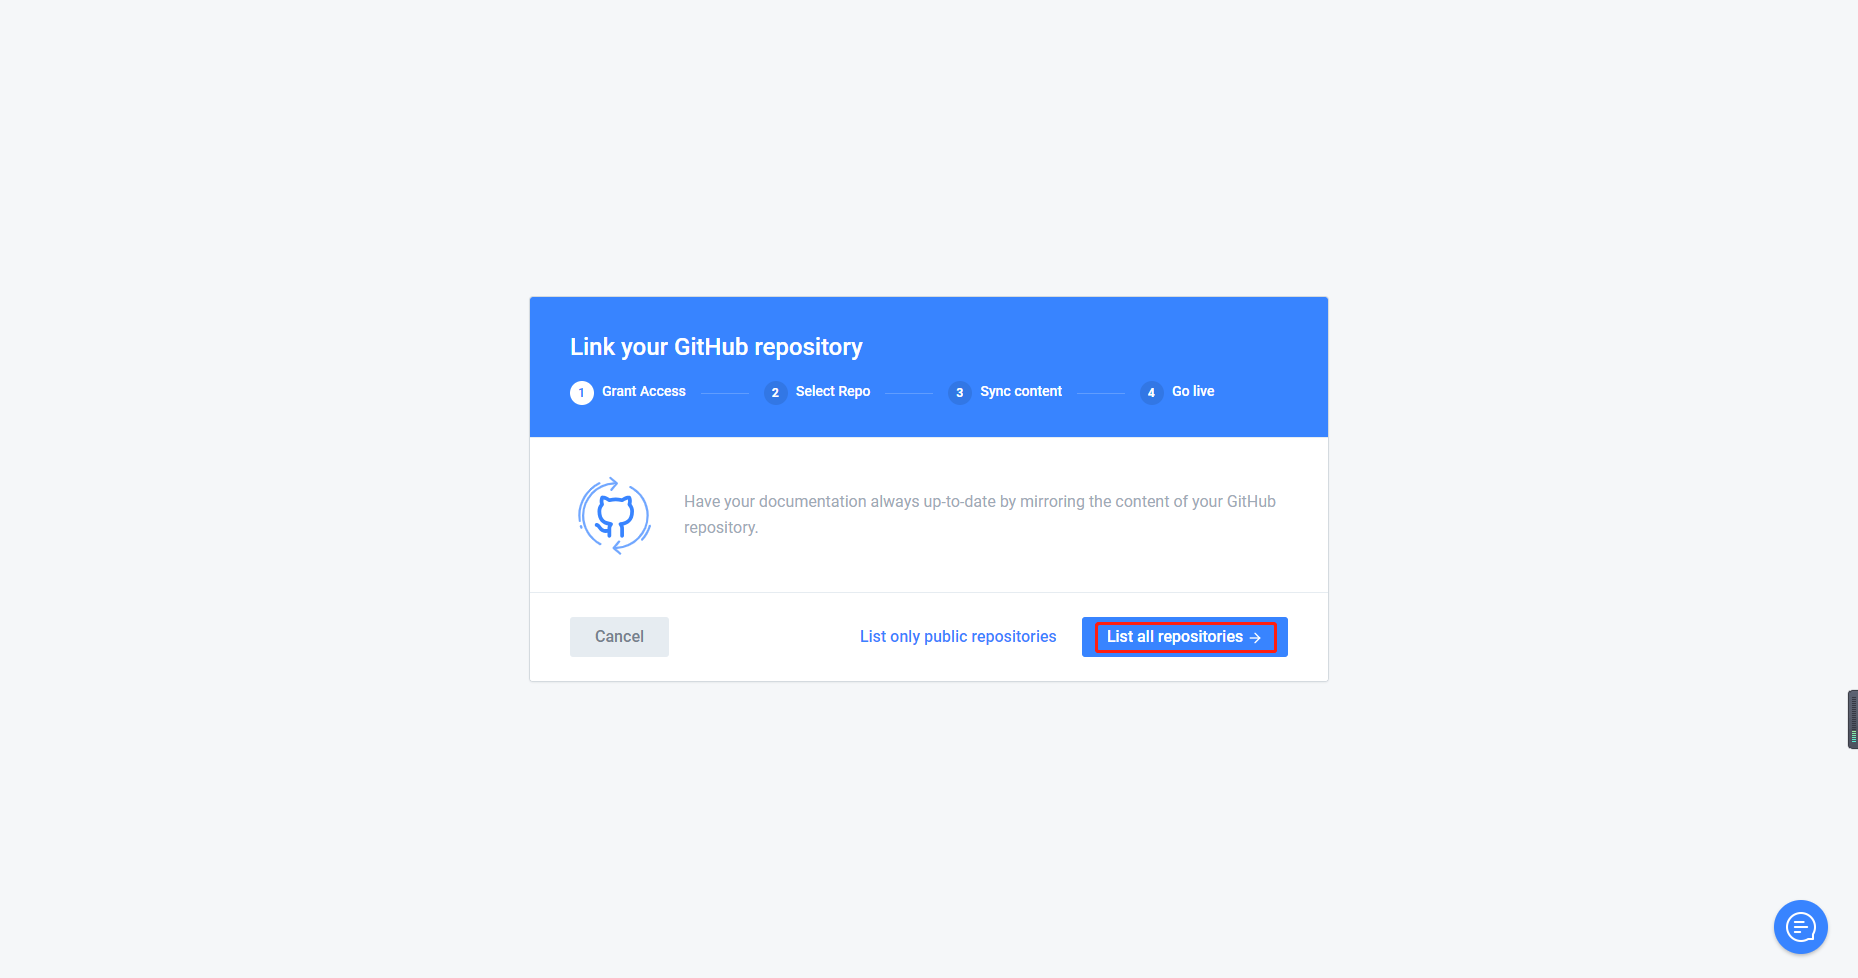 Link your GitHub repository
1 Grant Access 2 Select Repo 3 Sync content 4 Go live
Have your documentation always up-to-date by mirroring the content of your GitHub
repository.
Cancel List only public repositories List all repositories →